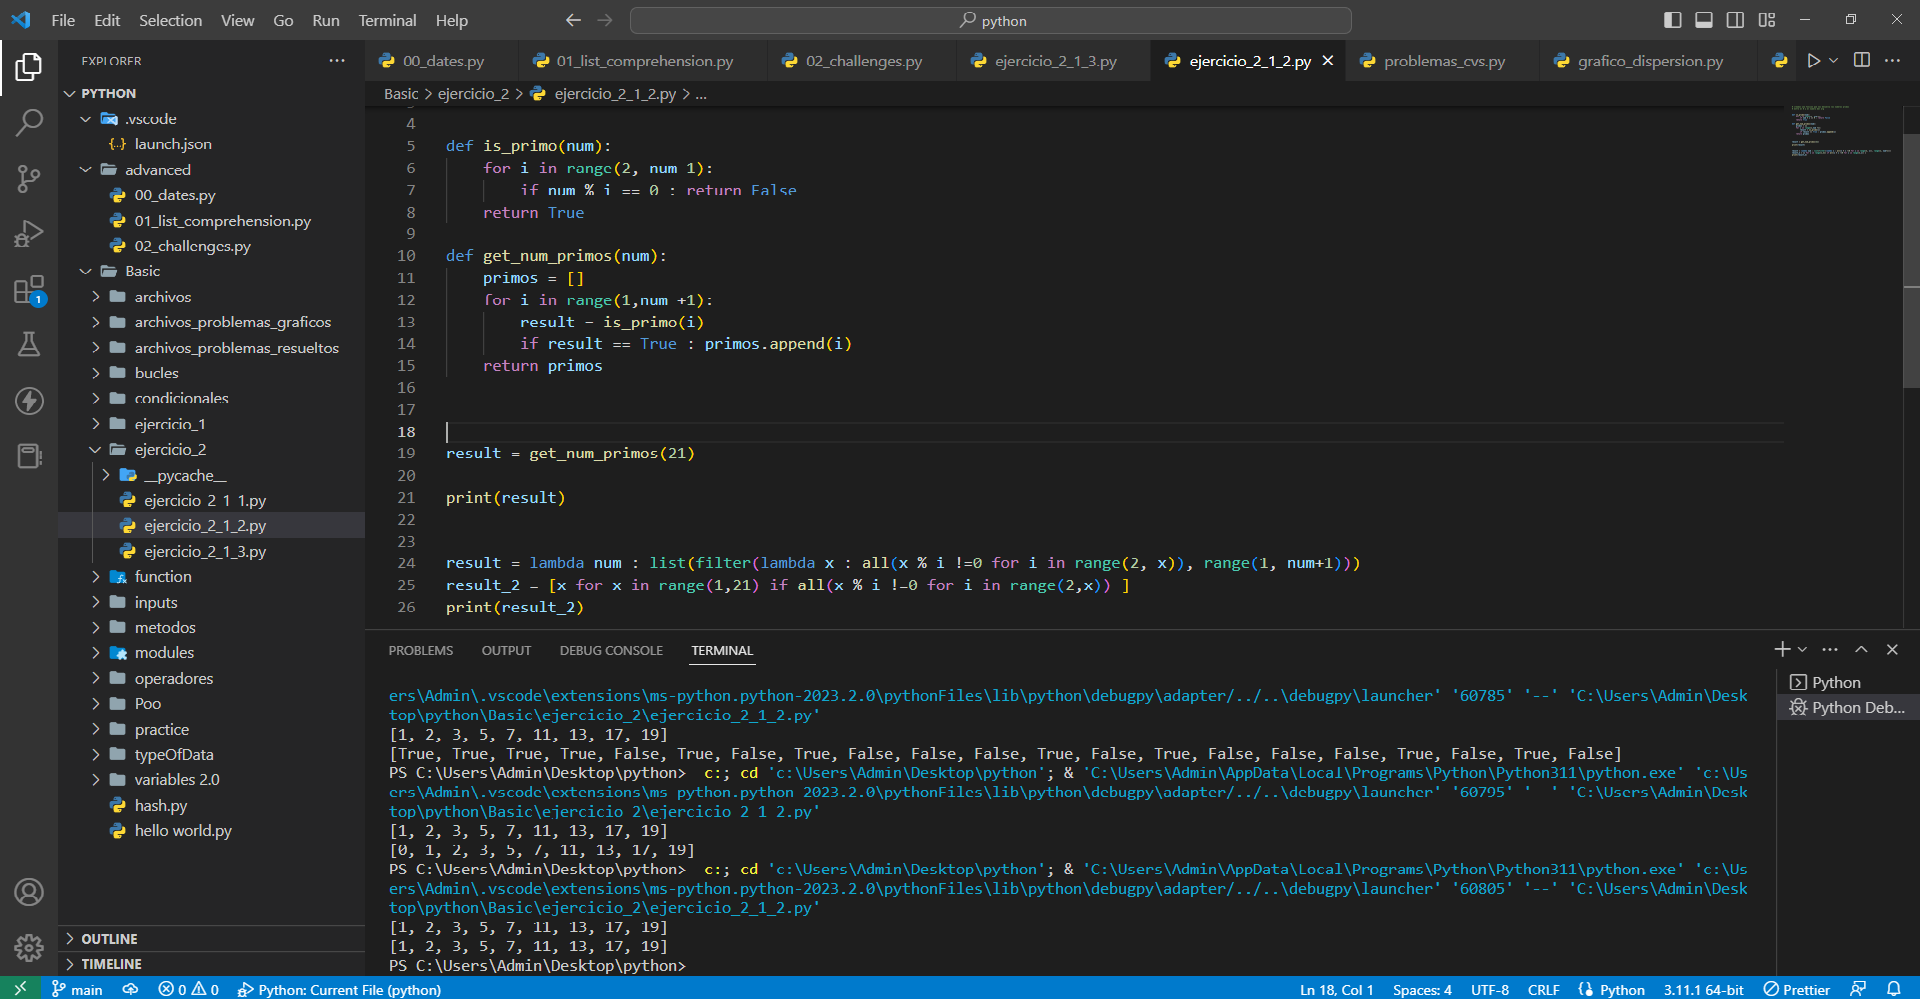 File Edit Selection View Go Run Terminal Help
python
EXPLORER
PYTHON
.vscode
launch.json
advanced
00_dates.py
01_list_comprehension.py
02_challenges.py
Basic
archivos
archivos_problemas_graficos
archivos_problemas_resueltos
bucles
condicionales
ejercicio_1
ejercicio_2
__pycache__
ejercicio_2_1_1.py
ejercicio_2_1_2.py
ejercicio_2_1_3.py
function
inputs
metodos
modules
operadores
Poo
practice
typeOfData
variables 2.0
hash.py
hello world.py
OUTLINE
TIMELINE
00_dates.py 01_list_comprehension.py 02_challenges.py ejercicio_2_1_3.py ejercicio_2_1_2.py problemas_cvs.py grafico_dispersion.py
Basic > ejercicio_2 > ejercicio_2_1_2.py > ...
4
5 def is_primo(num):
6 for i in range(2, num-1):
7 if num % i == 0 : return False
8 return True
9
10 def get_num_primos(num):
11 primos = []
12 for i in range(1,num +1):
13 result = is_primo(i)
14 if result == True : primos.append(i)
15 return primos
16
17
18
19 result = get_num_primos(21)
20
21 print(result)
22
23
24 result = lambda num : list(filter(lambda x : all(x % i !=0 for i in range(2, x)), range(1, num+1)))
25 result_2 = [x for x in range(1,21) if all(x % i !=0 for i in range(2,x)) ]
26 print(result_2)
PROBLEMS OUTPUT DEBUG CONSOLE TERMINAL
ers\Admin\.vscode\extensions\ms-python.python-2023.2.0\pythonFiles\lib\python\debugpy\adapter/../..\debugpy\launcher' '60785' '--' 'C:\Users\Admin\Desk
top\python\Basic\ejercicio_2\ejercicio_2_1_2.py'
[1, 2, 3, 5, 7, 11, 13, 17, 19]
[True, True, True, True, False, True, False, True, False, False, False, True, False, True, False, False, False, True, False, True, False]
PS C:\Users\Admin\Desktop\python>  c:; cd 'c:\Users\Admin\Desktop\python'; & 'C:\Users\Admin\AppData\Local\Programs\Python\Python311\python.exe' 'c:\Us
ers\Admin\.vscode\extensions\ms-python.python-2023.2.0\pythonFiles\lib\python\debugpy\adapter/../..\debugpy\launcher' '60795' '--' 'C:\Users\Admin\Desk
top\python\Basic\ejercicio_2\ejercicio_2_1_2.py'
[1, 2, 3, 5, 7, 11, 13, 17, 19]
[0, 1, 2, 3, 5, 7, 11, 13, 17, 19]
PS C:\Users\Admin\Desktop\python>  c:; cd 'c:\Users\Admin\Desktop\python'; & 'C:\Users\Admin\AppData\Local\Programs\Python\Python311\python.exe' 'c:\Us
ers\Admin\.vscode\extensions\ms-python.python-2023.2.0\pythonFiles\lib\python\debugpy\adapter/../..\debugpy\launcher' '60805' '--' 'C:\Users\Admin\Desk
top\python\Basic\ejercicio_2\ejercicio_2_1_2.py'
[1, 2, 3, 5, 7, 11, 13, 17, 19]
[1, 2, 3, 5, 7, 11, 13, 17, 19]
PS C:\Users\Admin\Desktop\python>
Python
Python Deb...
1
main 0 0 Python: Current File (python) Ln 18, Col 1 Spaces: 4 UTF-8 CRLF Python 3.11.1 64-bit Prettier